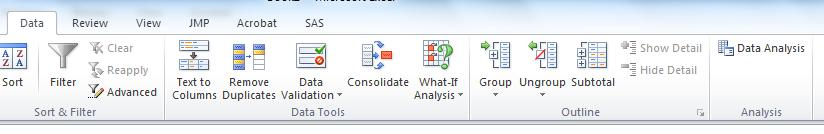 Data Review View JMP Acrobat SAS
A Z
Z A
Sort
Filter
Clear
Reapply
Advanced
Text to
Columns
Remove
Duplicates
Data
Validation
Consolidate
What-If
Analysis
Group
Ungroup
Subtotal
Show Detail
Hide Detail
Data Analysis
Sort & Filter
Data Tools
Outline
Analysis